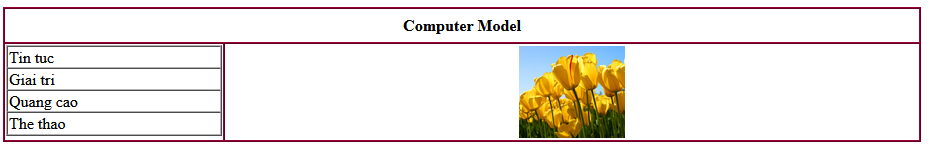 Computer Model
Tin tuc
Giai tri
Quang cao
The thao